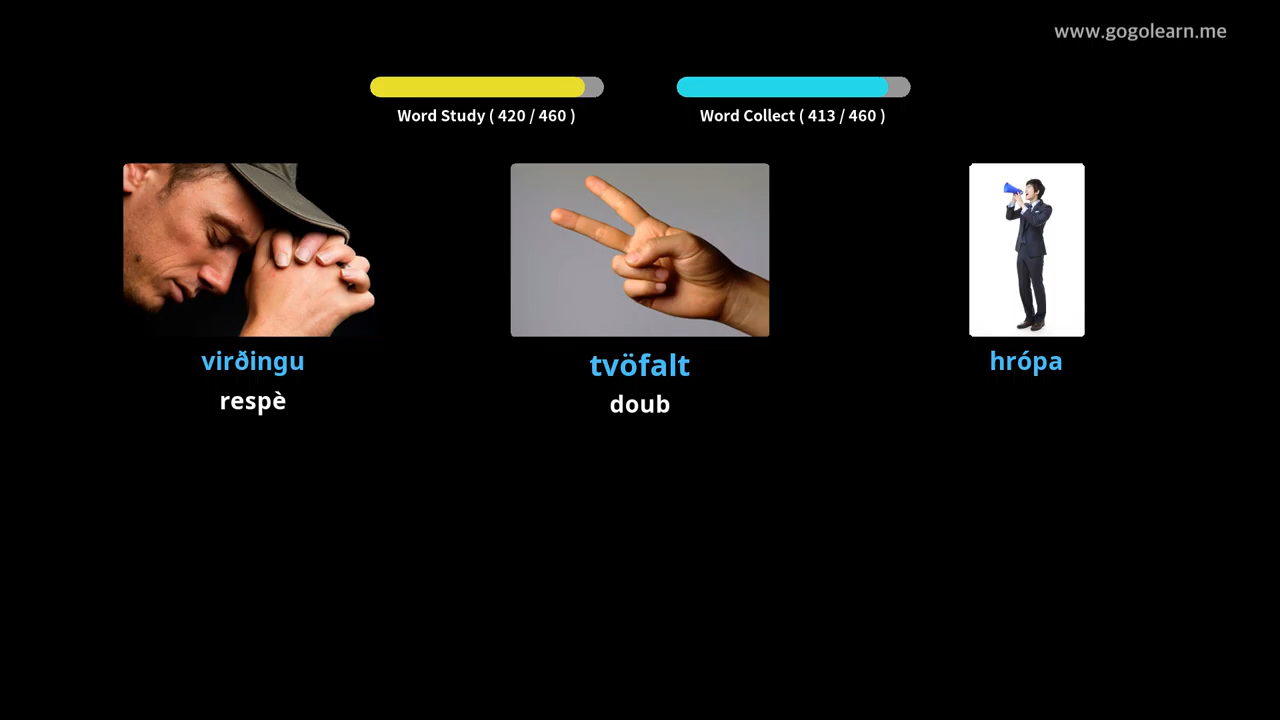 www.gogolearn.me
Word Study ( 420 / 460 )
Word Collect ( 413 / 460 )
virðingu
respè
tvöfalt
doub
hrópa